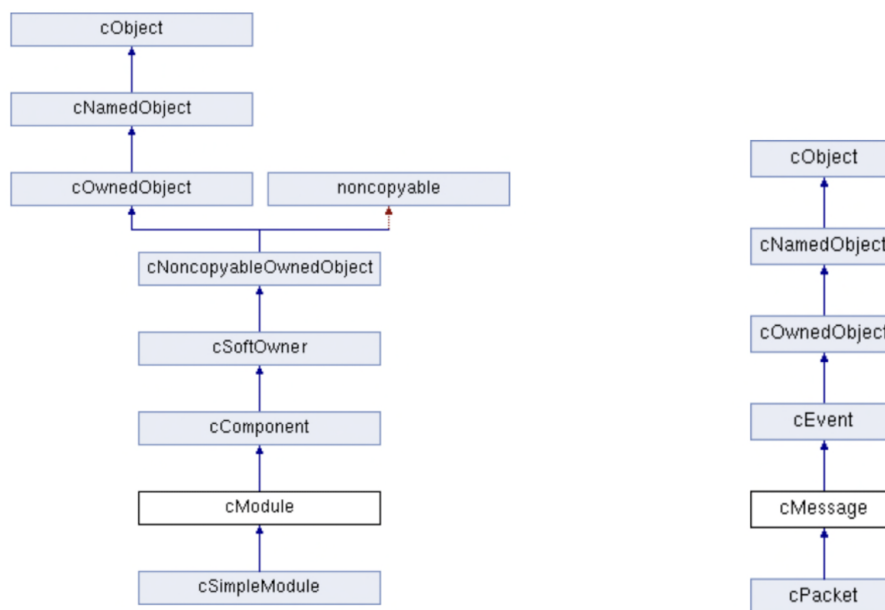 cObject
cNamedObject
cOwnedObject
noncopyable
cNoncopyableOwnedObject
cSoftOwner
cComponent
cModule
cSimpleModule
cObject
cNamedObject
cOwnedObject
cEvent
cMessage
cPacket